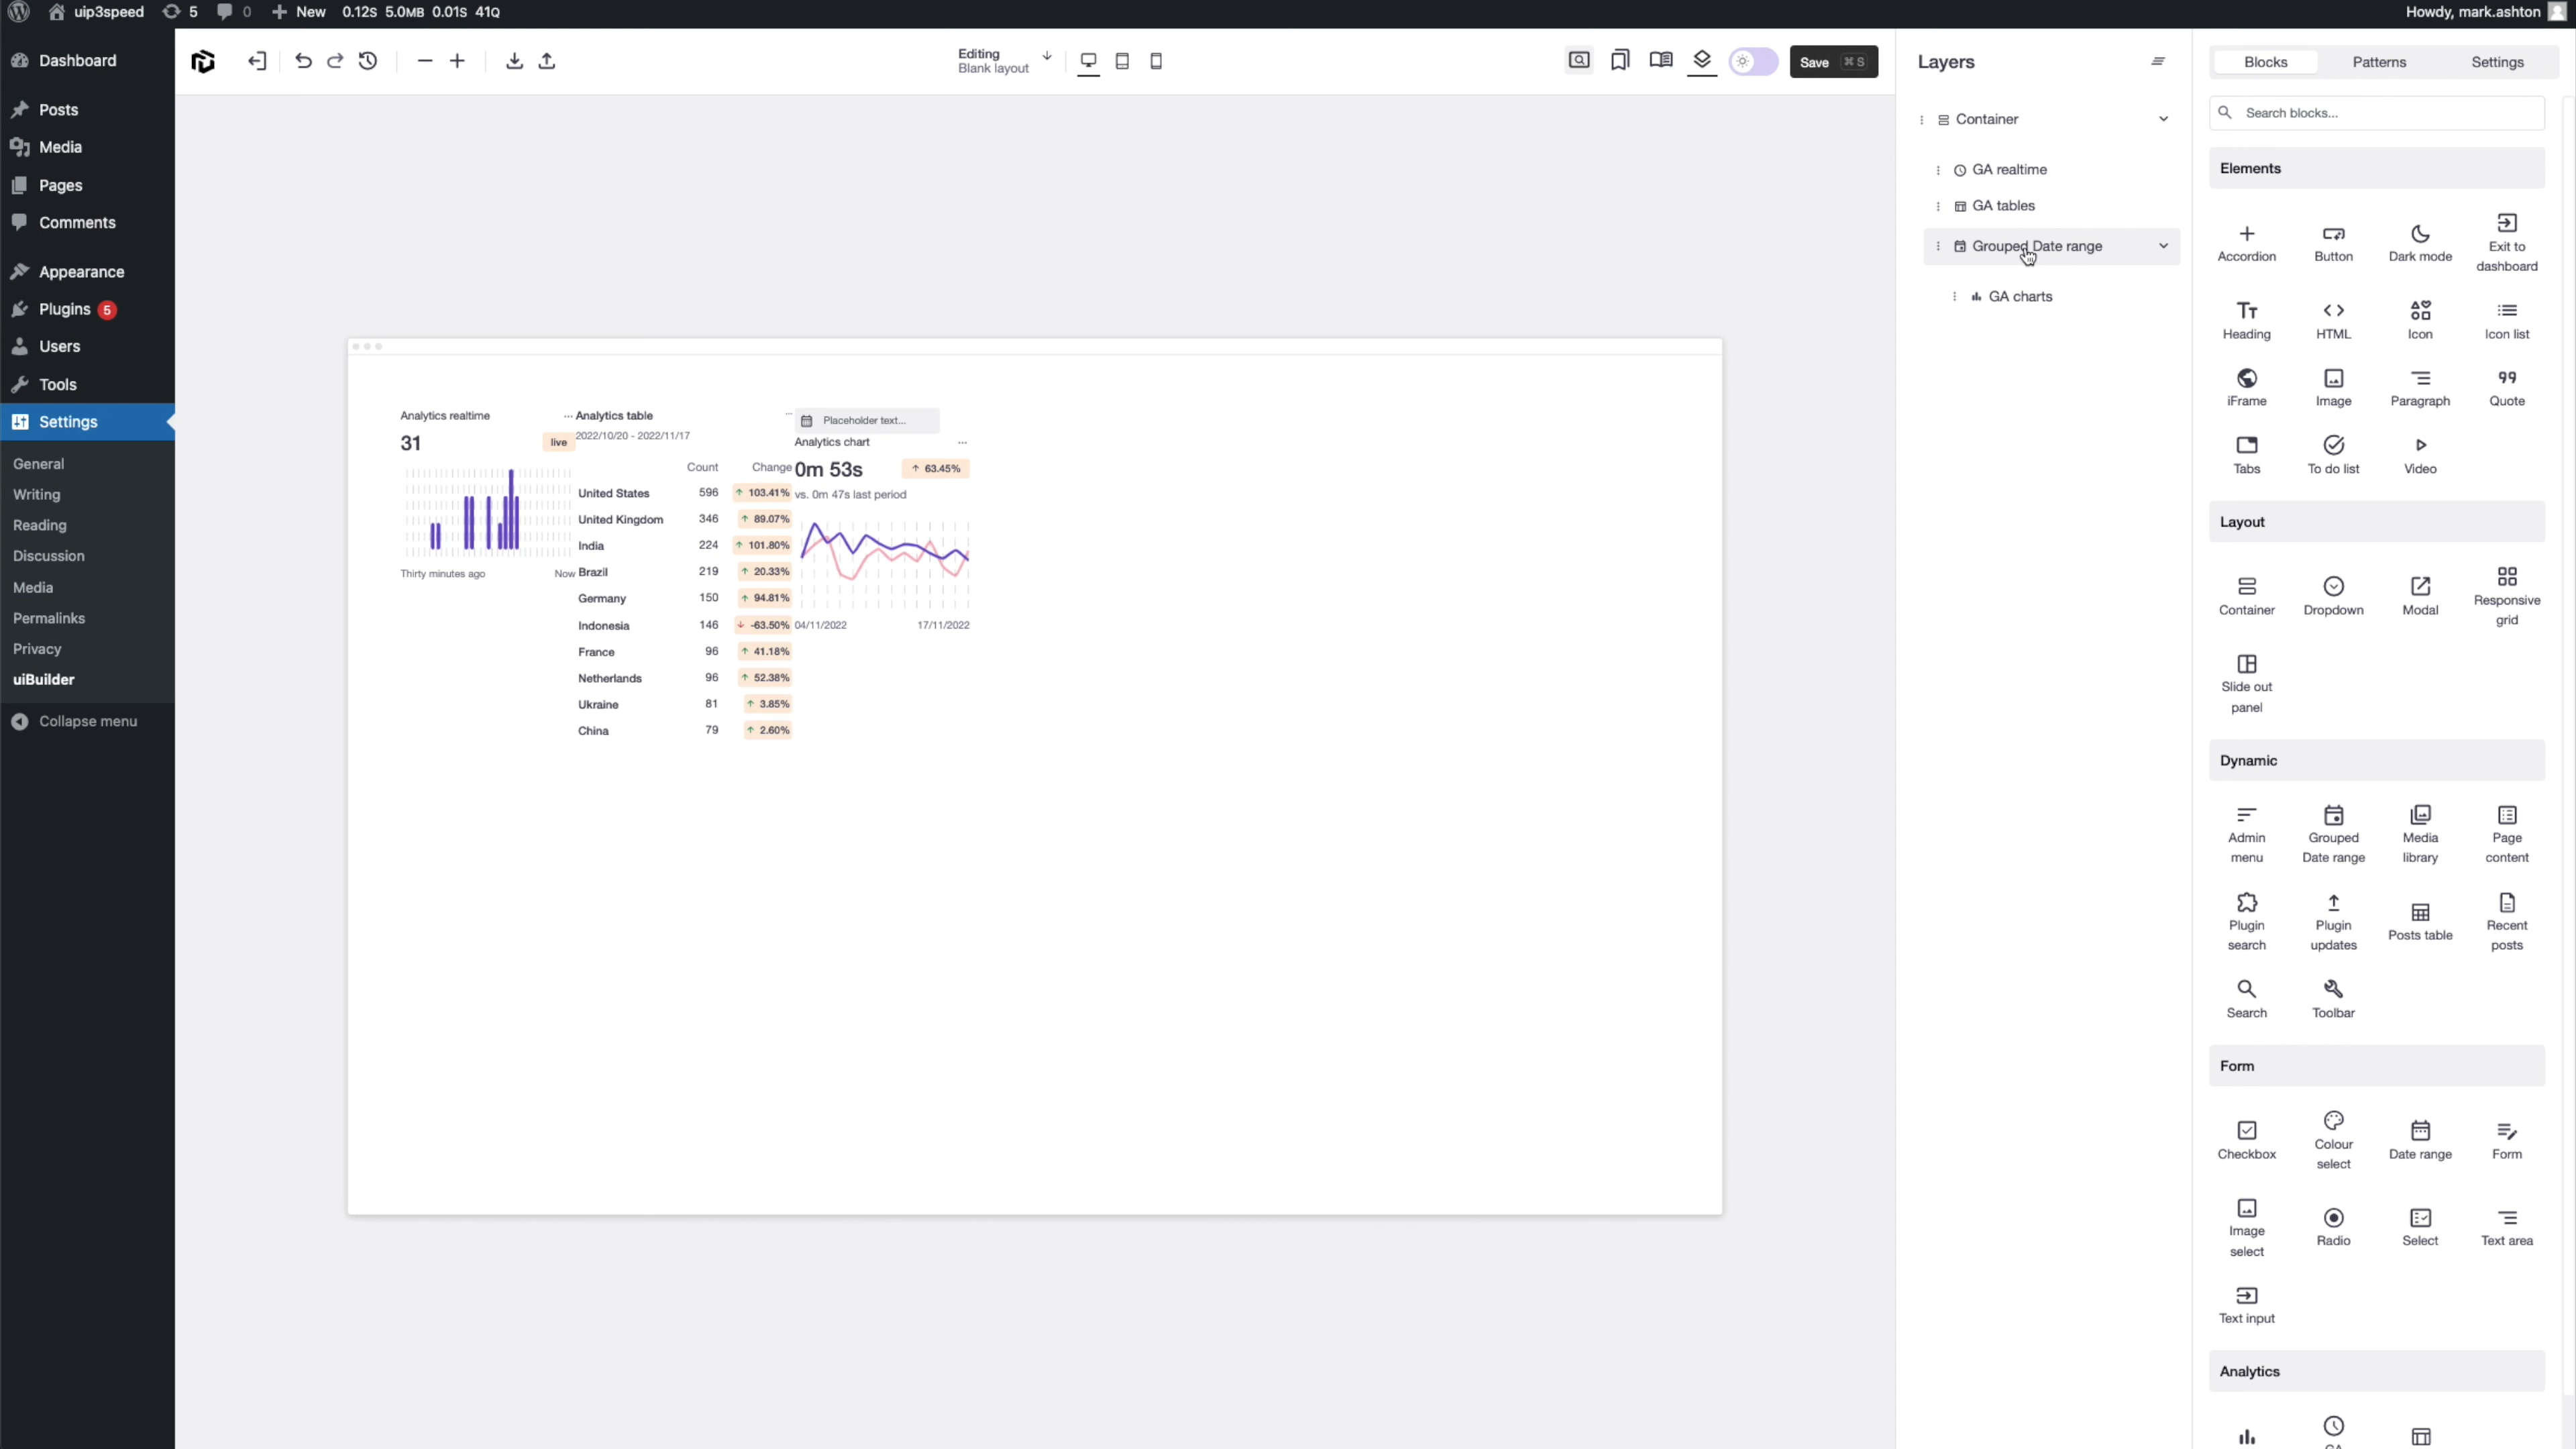 uip3speed 5 0 New 0.12s 5.0MB 0.01s 41Q Howdy, mark.ashton
Dashboard
Posts
Media
Pages
Comments
Appearance
Plugins 5
Users
Tools
Settings
General
Writing
Reading
Discussion
Media
Permalinks
Privacy
uiBuilder
Collapse menu
Editing
Blank layout
Save ⌘ S
Analytics realtime ...
31
live
Thirty minutes ago Now
Analytics table ...
2022/10/20 - 2022/11/17
Count Change
United States 596 ↑ 103.41%
United Kingdom 346 ↑ 89.07%
India 224 ↑ 101.80%
Brazil 219 ↑ 20.33%
Germany 150 ↑ 94.81%
Indonesia 146 ↓ -63.50%
France 96 ↑ 41.18%
Netherlands 96 ↑ 52.38%
Ukraine 81 ↑ 3.85%
China 79 ↑ 2.60%
Placeholder text...
Analytics chart ...
0m 53s ↑ 63.45%
vs. 0m 47s last period
04/11/2022 17/11/2022
Layers
Container
GA realtime
GA tables
Grouped Date range
GA charts
Blocks Patterns Settings
Search blocks...
Elements
Accordion
Button
Dark mode
Exit to
dashboard
Heading
HTML
Icon
Icon list
iFrame
Image
Paragraph
Quote
Tabs
To do list
Video
Layout
Container
Dropdown
Modal
Responsive
grid
Slide out
panel
Dynamic
Admin
menu
Grouped
Date range
Media
library
Page
content
Plugin
search
Plugin
updates
Posts table
Recent
posts
Search
Toolbar
Form
Checkbox
Colour
select
Date range
Form
Image
select
Radio
Select
Text area
Text input
Analytics